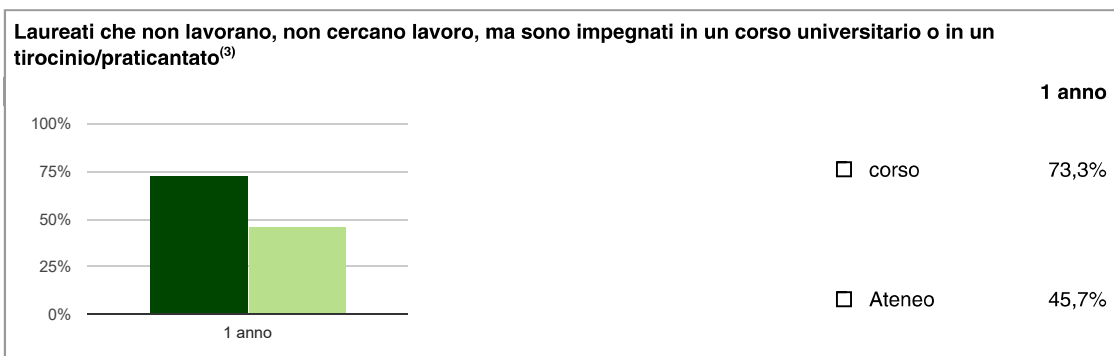 Laureati che non lavorano, non cercano lavoro, ma sono impegnati in un corso universitario o in un
tirocinio/praticantato(3)
1 anno
100%
75%
50%
25%
0%
1 anno
corso 73,3%
Ateneo 45,7%